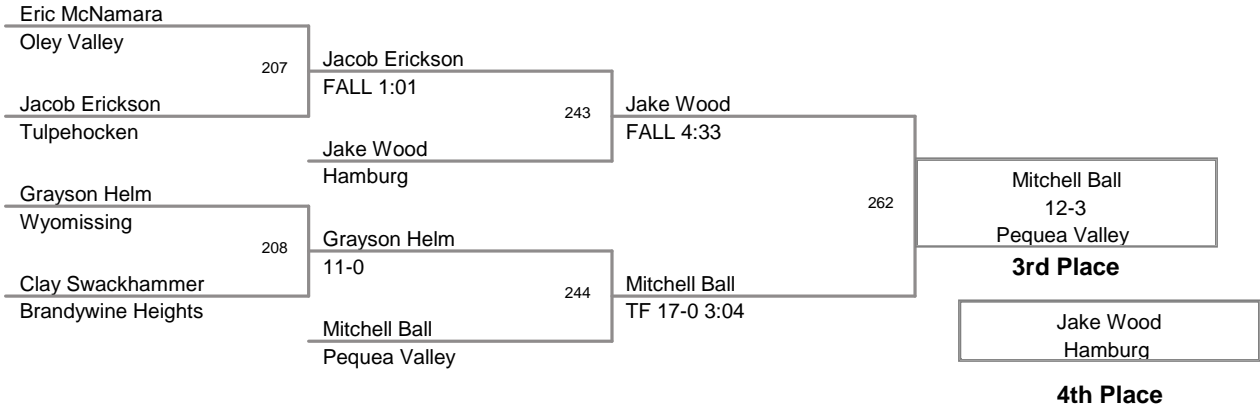 Eric McNamara
Oley Valley
207
Jacob Erickson
Tulpehocken
Jacob Erickson
FALL 1:01
243
Jake Wood
Hamburg
Jake Wood
FALL 4:33
Grayson Helm
Wyomissing
208
Clay Swackhammer
Brandywine Heights
Grayson Helm
11-0
244
Mitchell Ball
Pequea Valley
Mitchell Ball
TF 17-0 3:04
262
Mitchell Ball
12-3
Pequea Valley
3rd Place
Jake Wood
Hamburg
4th Place